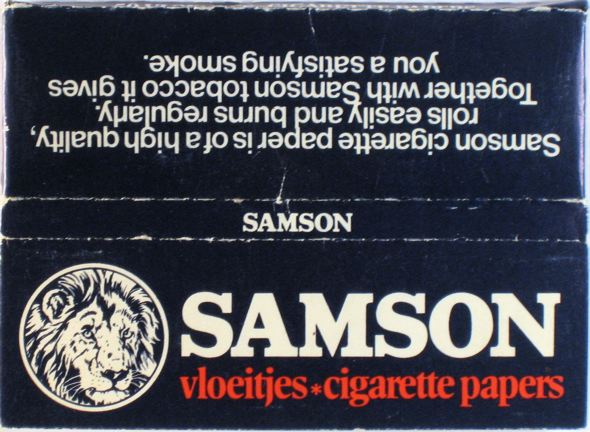 Samson cigarette paper is of a high quality,
rolls easily and burns regularly.
Together with Samson tobacco it gives
you a satisfying smoke.
SAMSON
SAMSON
vloeitjes*cigarette papers